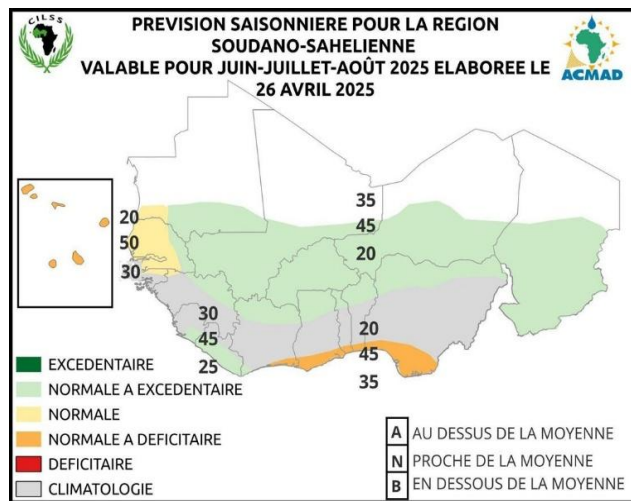 CILSS
PREVISION SAISONNIERE POUR LA REGION
SOUDANO-SAHELIENNE
VALABLE POUR JUIN-JUILLET-AOÛT 2025 ELABOREE LE
26 AVRIL 2025
ACMAD
35
45
20
20
50
30
30
45
25
20
45
35
EXCEDENTAIRE
NORMALE A EXCEDENTAIRE
NORMALE
NORMALE A DEFICITAIRE
DEFICITAIRE
CLIMATOLOGIE
A AU DESSUS DE LA MOYENNE
N PROCHE DE LA MOYENNE
B EN DESSOUS DE LA MOYENNE